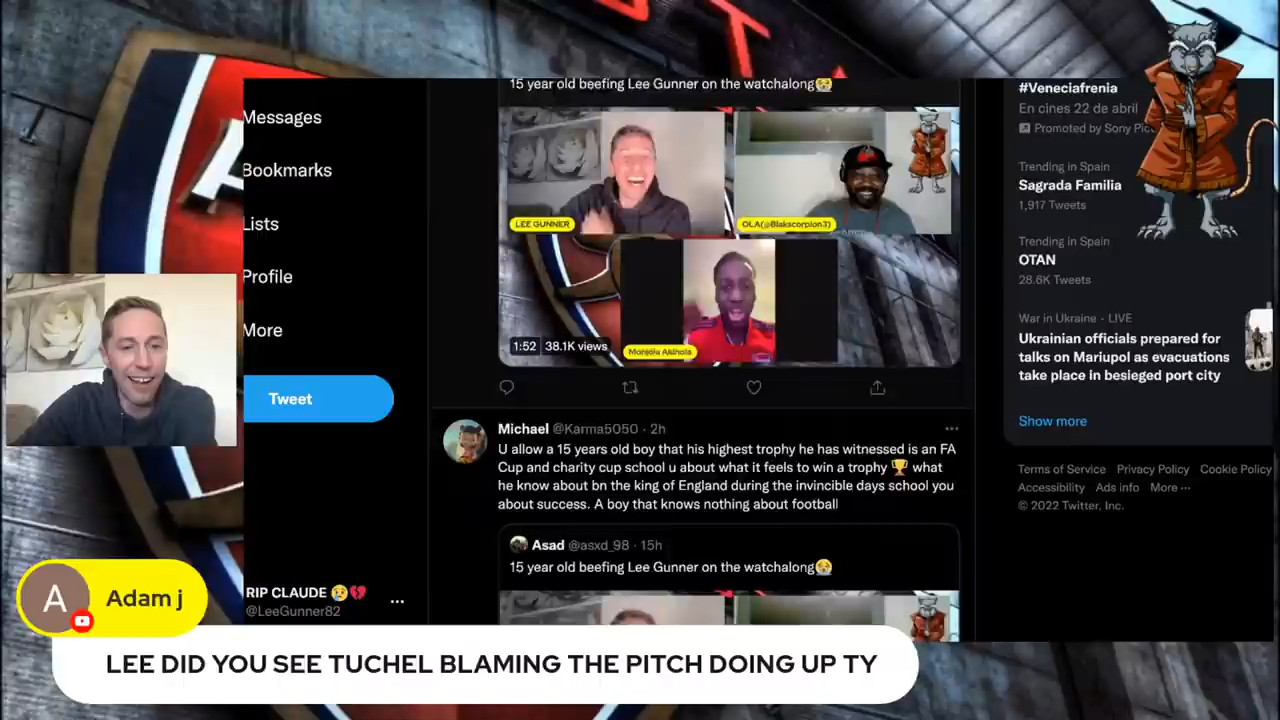 15 year old beefing Lee Gunner on the watchalong😭
LEE GUNNER
OLA(@Blakscorpion3)
1:52 38.1K views
Messages
Bookmarks
Lists
Profile
More
Tweet
RIP CLAUDE 😢💔
@LeeGunner82
Michael @Karma5050 · 2h
U allow a 15 years old boy that his highest trophy he has witnessed is an FA
Cup and charity cup school u about what it feels to win a trophy 🏆 what
he know about bn the king of England during the invincible days school you
about success. A boy that knows nothing about football
Asad @asxd_98 · 15h
15 year old beefing Lee Gunner on the watchalong😭
#Veneciafrenia
En cines 22 de abril
Promoted by Sony Pic
Trending in Spain
Sagrada Familia
1,917 Tweets
Trending in Spain
OTAN
28.6K Tweets
War in Ukraine · LIVE
Ukrainian officials prepared for
talks on Mariupol as evacuations
take place in besieged port city
Show more
Terms of Service Privacy Policy Cookie Policy
Accessibility Ads info More ···
© 2022 Twitter, Inc.
A Adam j
LEE DID YOU SEE TUCHEL BLAMING THE PITCH DOING UP TY